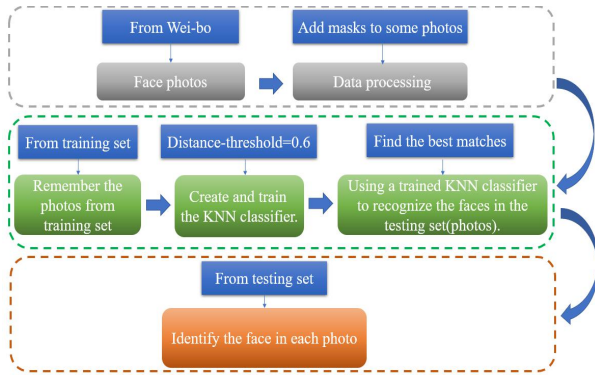 From Wei-bo
Add masks to some photos
Face photos
Data processing
From training set
Distance-threshold=0.6
Find the best matches
Remember the
photos from
training set
Create and train
the KNN classifier.
Using a trained KNN classifier
to recognize the faces in the
testing set(photos).
From testing set
Identify the face in each photo